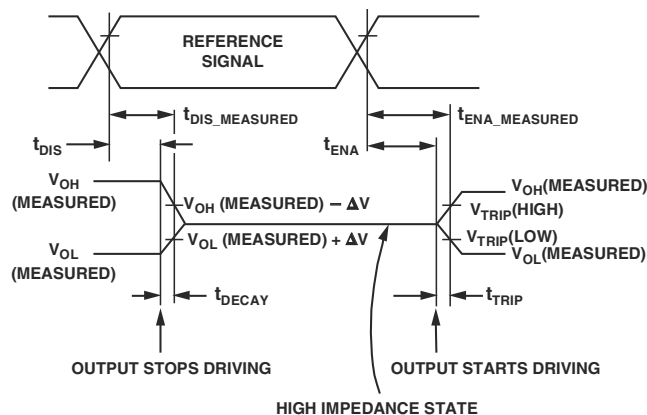 REFERENCE
SIGNAL
tDIS_MEASURED
tENA_MEASURED
tDIS
tENA
VOH
(MEASURED)
VOH (MEASURED) – ΔV
VOH(MEASURED)
VTRIP(HIGH)
VOL
(MEASURED)
VOL (MEASURED) + ΔV
VTRIP(LOW)
VOL(MEASURED)
tDECAY
tTRIP
OUTPUT STOPS DRIVING
OUTPUT STARTS DRIVING
HIGH IMPEDANCE STATE